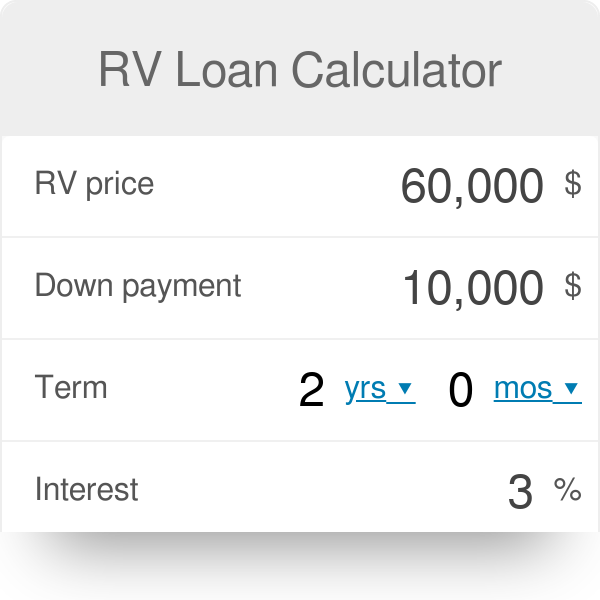 RV Loan Calculator
RV price 60,000 $
Down payment 10,000 $
Term 2 yrs ▼ 0 mos ▼
Interest 3 %